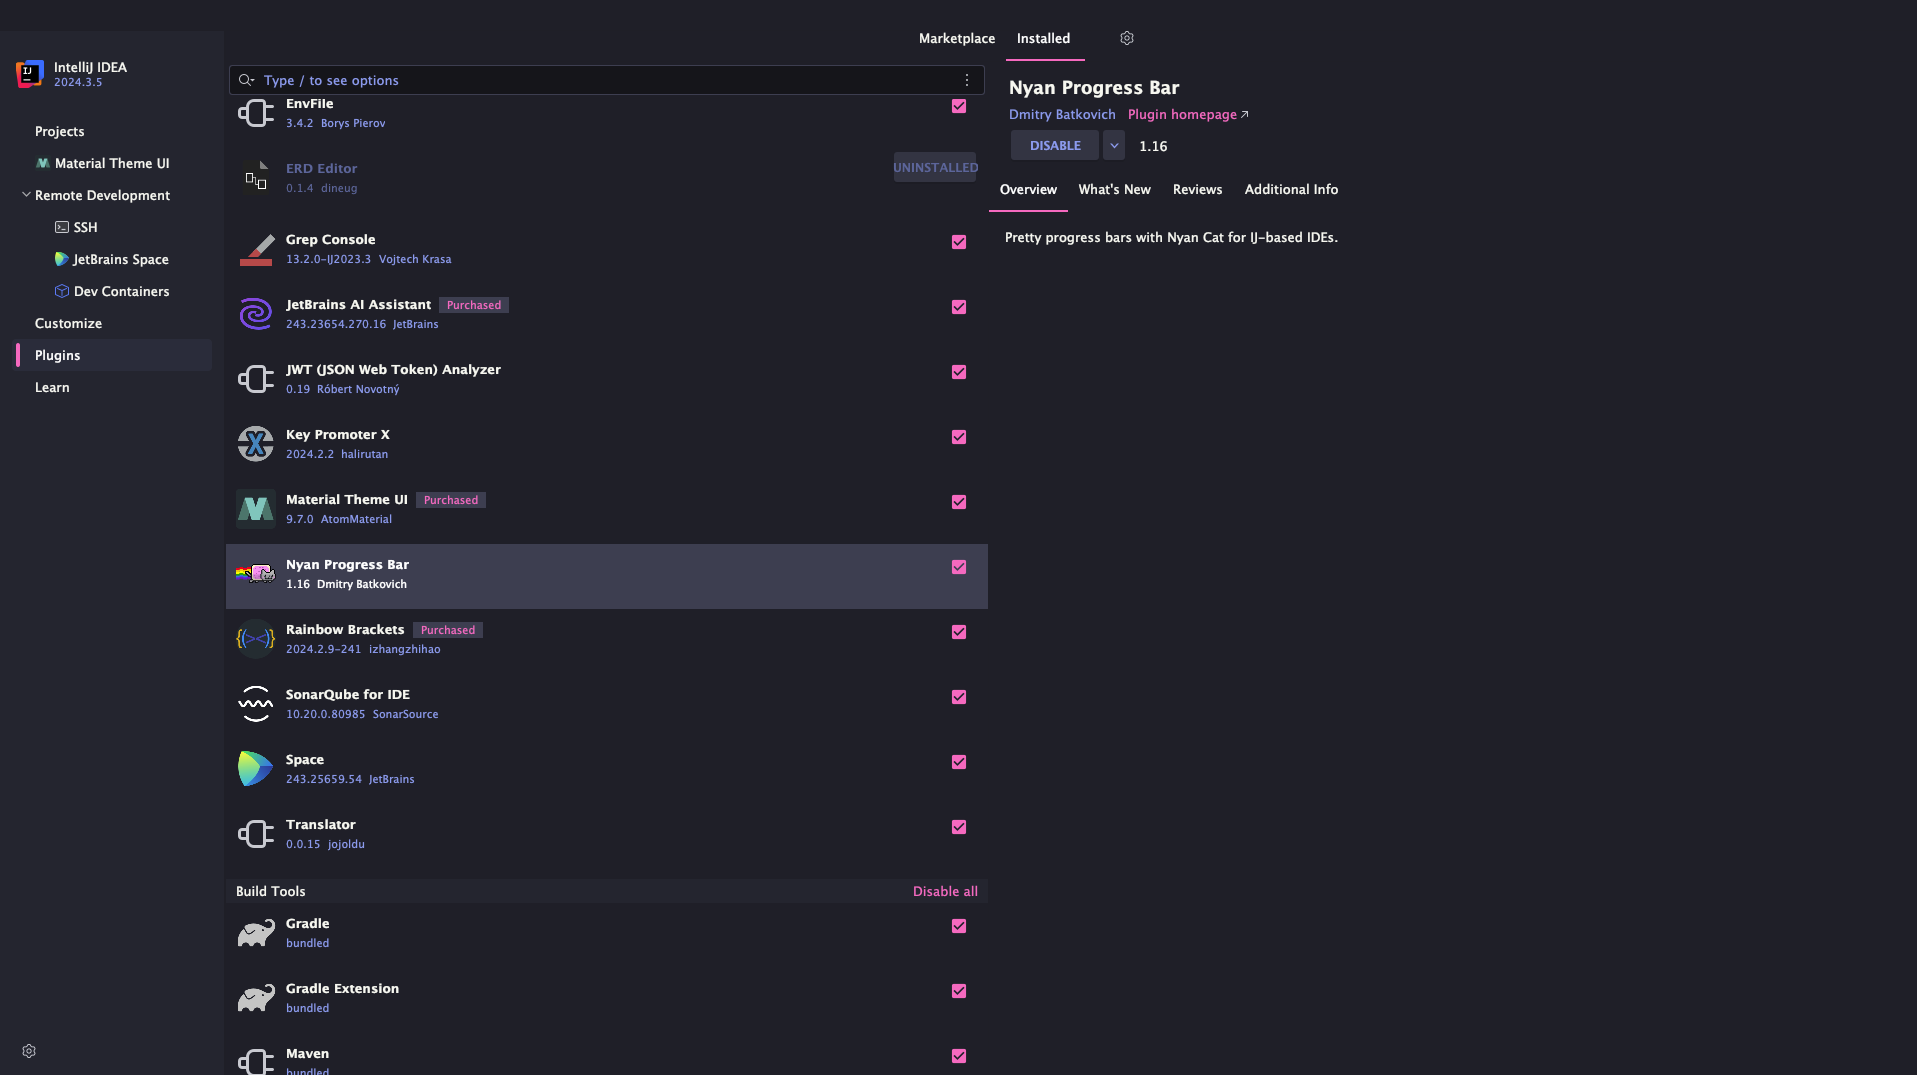 Marketplace
Installed
IntelliJ IDEA
2024.3.5
Projects
Material Theme UI
Remote Development
SSH
JetBrains Space
Dev Containers
Customize
Plugins
Learn
Type / to see options
EnvFile
3.4.2 Borys Pierov
ERD Editor
0.1.4 dineug
UNINSTALLED
Grep Console
13.2.0-IJ2023.3 Vojtech Krasa
JetBrains AI Assistant Purchased
243.23654.270.16 JetBrains
JWT (JSON Web Token) Analyzer
0.19 Róbert Novotný
Key Promoter X
2024.2.2 halirutan
Material Theme UI Purchased
9.7.0 AtomMaterial
Nyan Progress Bar
1.16 Dmitry Batkovich
Rainbow Brackets Purchased
2024.2.9-241 izhangzhihao
SonarQube for IDE
10.20.0.80985 SonarSource
Space
243.25659.54 JetBrains
Translator
0.0.15 jojoldu
Build Tools Disable all
Gradle
bundled
Gradle Extension
bundled
Maven
bundled
Nyan Progress Bar
Dmitry Batkovich Plugin homepage
DISABLE 1.16
Overview What's New Reviews Additional Info
Pretty progress bars with Nyan Cat for IJ-based IDEs.